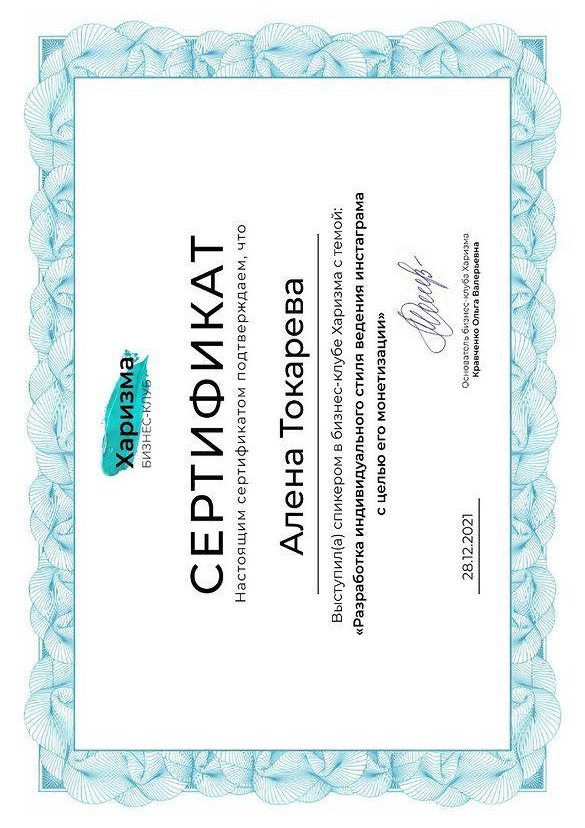 Харизма
БИЗНЕС-КЛУБ
СЕРТИФИКАТ
Настоящим сертификатом подтверждаем, что
Алена Токарева
Выступил(а) спикером в бизнес-клубе Харизма с темой:
«Разработка индивидуального стиля ведения инстаграма
с целью его монетизации»
28.12.2021
Основатель бизнес-клуба Харизма
Кравченко Ольга Валерьевна